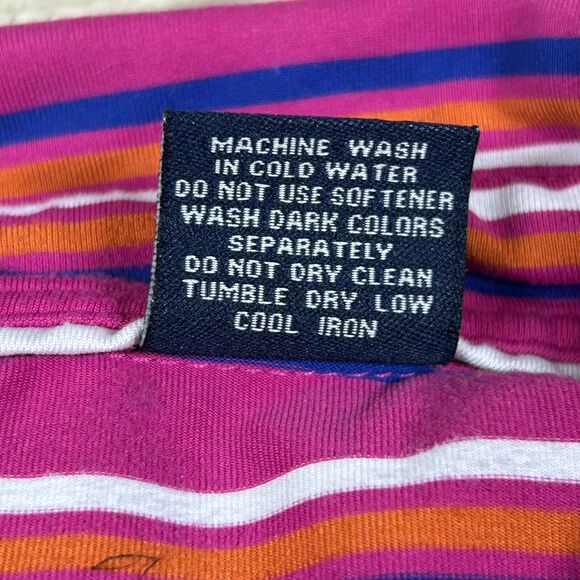 MACHINE WASH
IN COLD WATER
DO NOT USE SOFTENER
WASH DARK COLORS
SEPARATELY
DO NOT DRY CLEAN
TUMBLE DRY LOW
COOL IRON